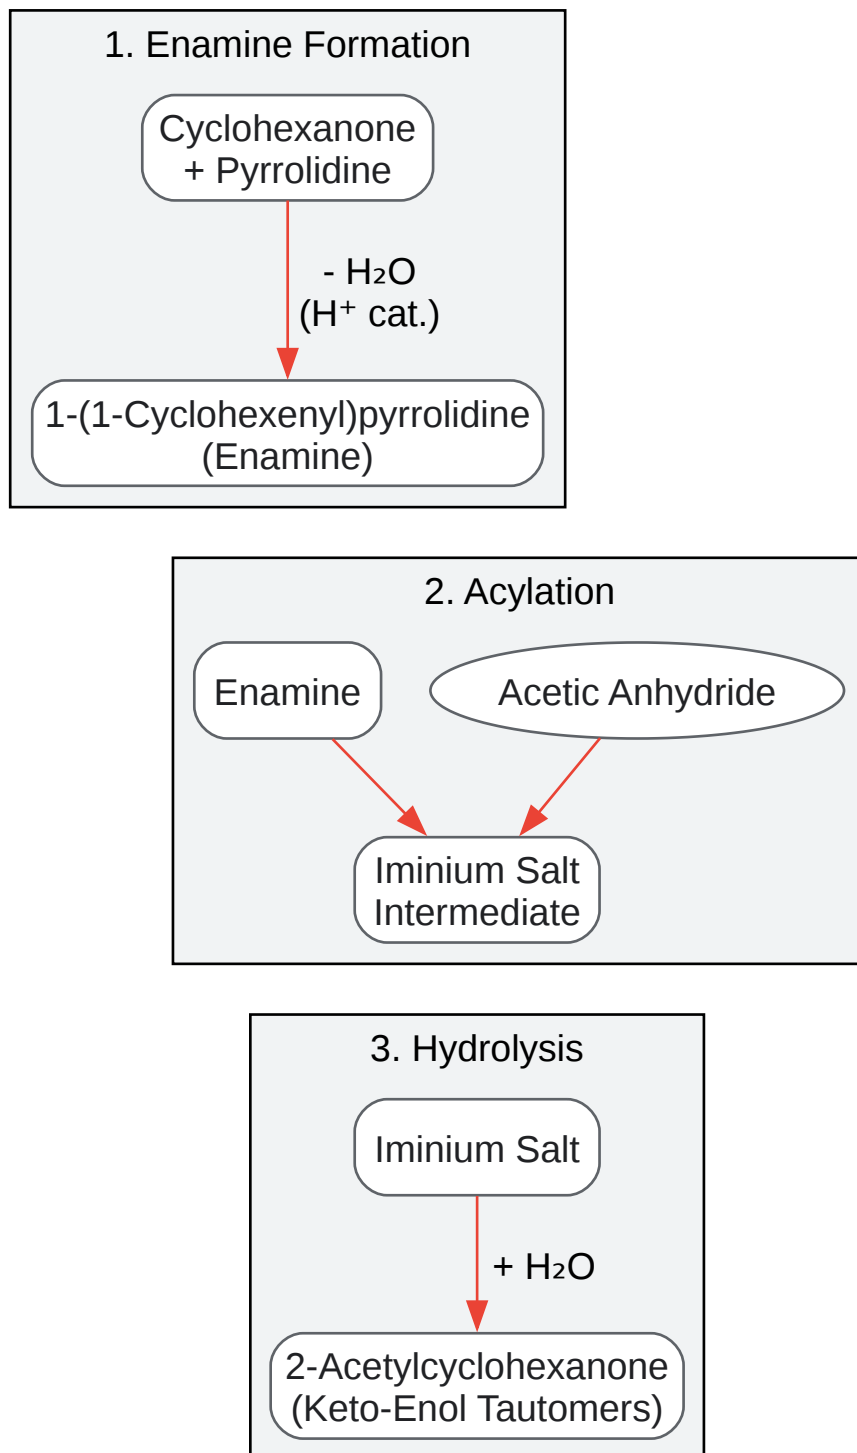 1. Enamine Formation
Cyclohexanone
+ Pyrrolidine
- H₂O
(H⁺ cat.)
1-(1-Cyclohexenyl)pyrrolidine
(Enamine)
2. Acylation
Enamine
Acetic Anhydride
Iminium Salt
Intermediate
3. Hydrolysis
Iminium Salt
+ H₂O
2-Acetylcyclohexanone
(Keto-Enol Tautomers)